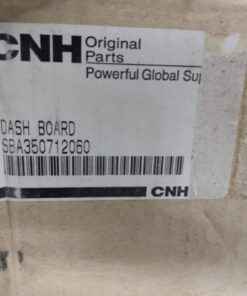 CNH Original
Parts
Powerful Global Sup
DASH BOARD
SBA350712060
CNH